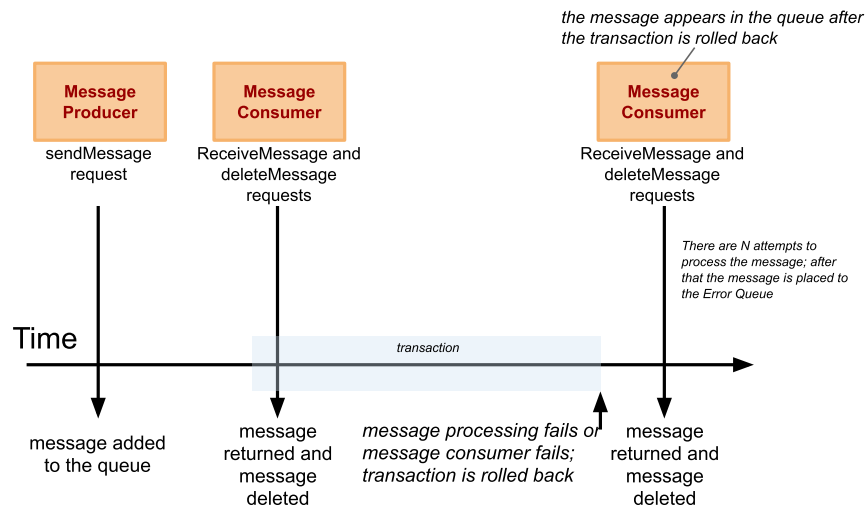 the message appears in the queue after
the transaction is rolled back
Message
Producer
Message
Consumer
Message
Consumer
sendMessage
request
ReceiveMessage and
deleteMessage
requests
ReceiveMessage and
deleteMessage
requests
There are N attempts to
process the message; after
that the message is placed to
the Error Queue
Time
transaction
message added
to the queue
message
returned and
message
deleted
message processing fails or
message consumer fails;
transaction is rolled back
message
returned and
message
deleted